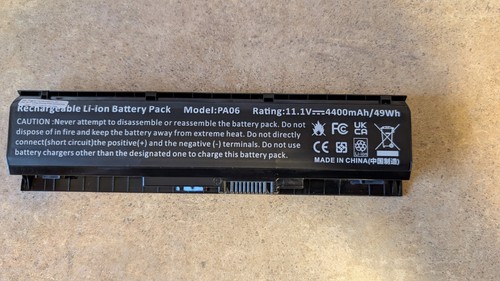 Rechargeable Li-ion Battery Pack Model:PA06 Rating:11.1V⎓4400mAh/49Wh
CAUTION:Never attempt to disassemble or reassemble the battery pack. Do not
dispose of in fire and keep the battery away from extreme heat. Do not directly
connect(short circuit)the positive(+) and the negative (-) terminals. Do not use
battery chargers other than the designated one to charge this battery pack.
FC UK CA
CE
MADE IN CHINA(中国制造)